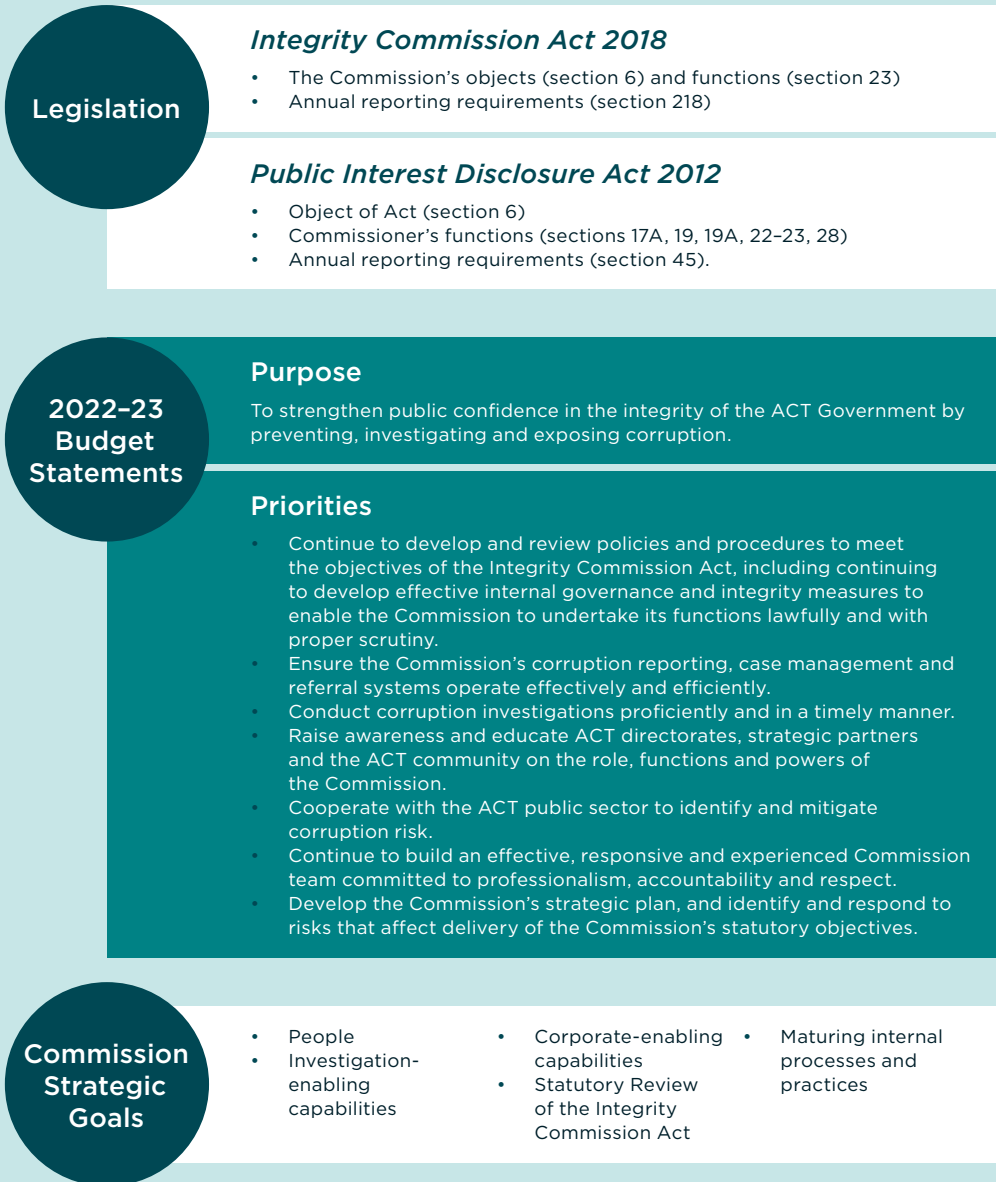 Legislation
Integrity Commission Act 2018
• The Commission’s objects (section 6) and functions (section 23)
• Annual reporting requirements (section 218)
Public Interest Disclosure Act 2012
• Object of Act (section 6)
• Commissioner’s functions (sections 17A, 19, 19A, 22–23, 28)
• Annual reporting requirements (section 45).
2022–23
Budget
Statements
Purpose
To strengthen public confidence in the integrity of the ACT Government by
preventing, investigating and exposing corruption.
Priorities
• Continue to develop and review policies and procedures to meet
the objectives of the Integrity Commission Act, including continuing
to develop effective internal governance and integrity measures to
enable the Commission to undertake its functions lawfully and with
proper scrutiny.
• Ensure the Commission’s corruption reporting, case management and
referral systems operate effectively and efficiently.
• Conduct corruption investigations proficiently and in a timely manner.
• Raise awareness and educate ACT directorates, strategic partners
and the ACT community on the role, functions and powers of
the Commission.
• Cooperate with the ACT public sector to identify and mitigate
corruption risk.
• Continue to build an effective, responsive and experienced Commission
team committed to professionalism, accountability and respect.
• Develop the Commission’s strategic plan, and identify and respond to
risks that affect delivery of the Commission’s statutory objectives.
Commission
Strategic
Goals
• People
• Investigation-
enabling
capabilities
• Corporate-enabling
capabilities
• Statutory Review
of the Integrity
Commission Act
• Maturing internal
processes and
practices